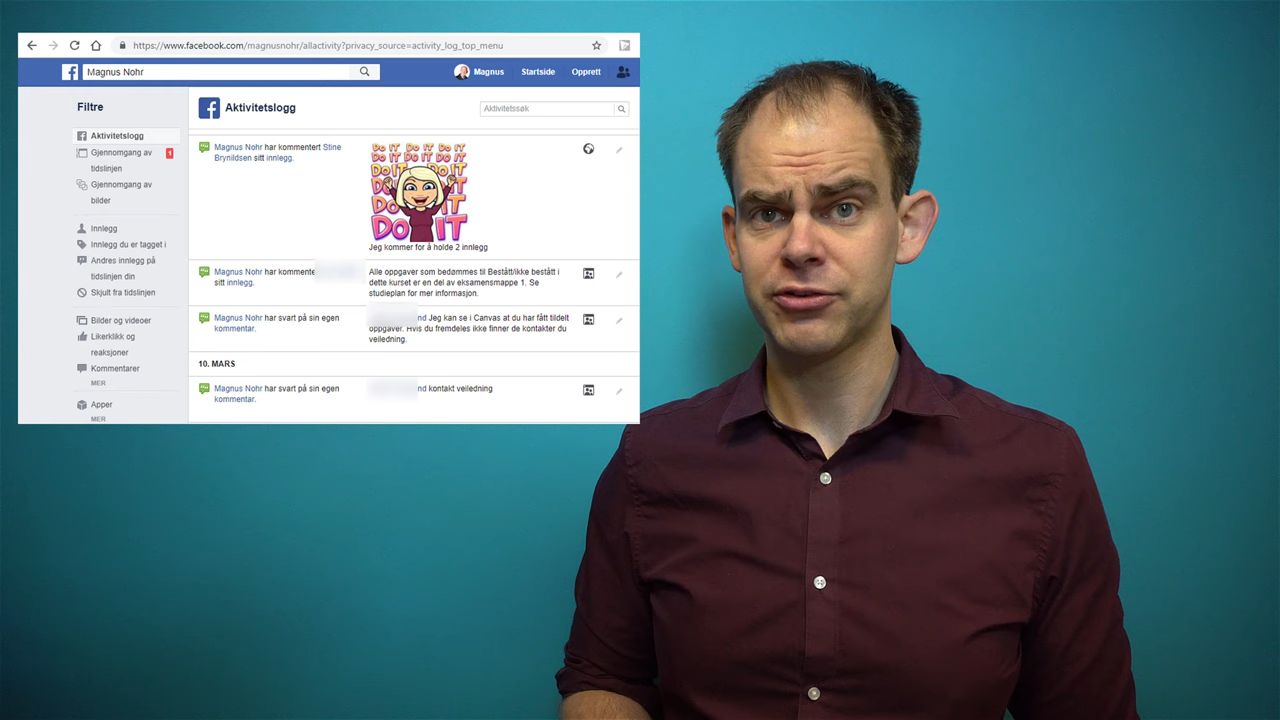 https://www.facebook.com/magnusnohr/allactivity?privacy_source=activity_log_top_menu
Magnus Nohr
Magnus
Startside
Opprett
Filtre
Aktivitetslogg
Gjennomgang av
tidslinjen
1
Gjennomgang av
bilder
Innlegg
Innlegg du er tagget i
Andres innlegg på
tidslinjen din
Skjult fra tidslinjen
Bilder og videoer
Likerklikk og
reaksjoner
Kommentarer
MER
Apper
MER
Aktivitetslogg
Aktivitetssøk
Magnus Nohr har kommentert Stine
Brynildsen sitt innlegg.
DO IT DO IT DO IT
DO IT
Jeg kommer for å holde 2 innlegg
Magnus Nohr har kommente
sitt innlegg.
Alle oppgaver som bedømmes til Bestått/ikke bestått i
dette kurset er en del av eksamensmappe 1. Se
studieplan for mer informasjon.
Magnus Nohr har svart på sin egen
kommentar.
nd Jeg kan se i Canvas at du har fått tildelt
oppgaver. Hvis du fremdeles ikke finner de kontakter du
veiledning.
10. MARS
Magnus Nohr har svart på sin egen
kommentar.
nd kontakt veiledning